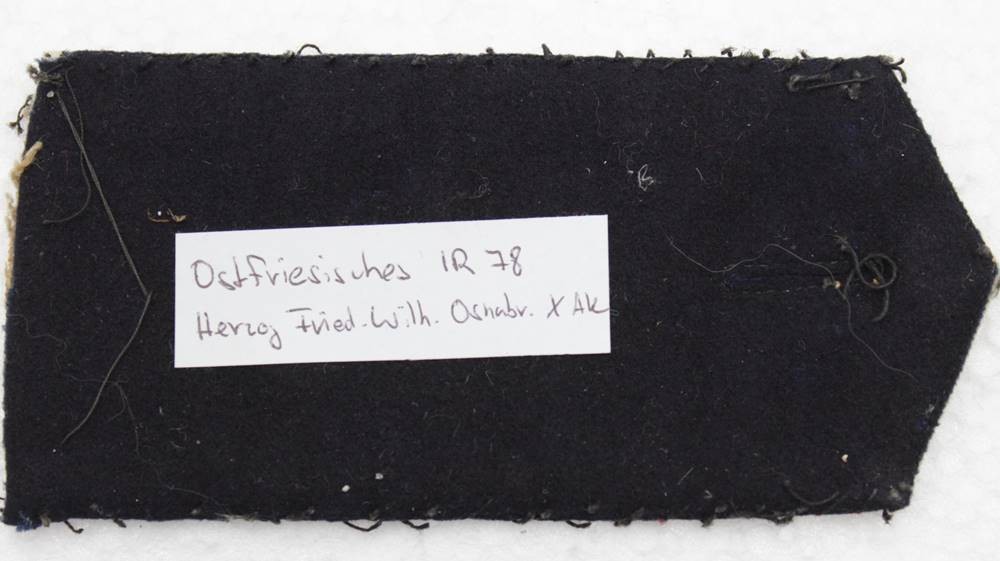 Ostfriesisches IR 78
Herzog Fried. Wilh. Osnabr. X AK